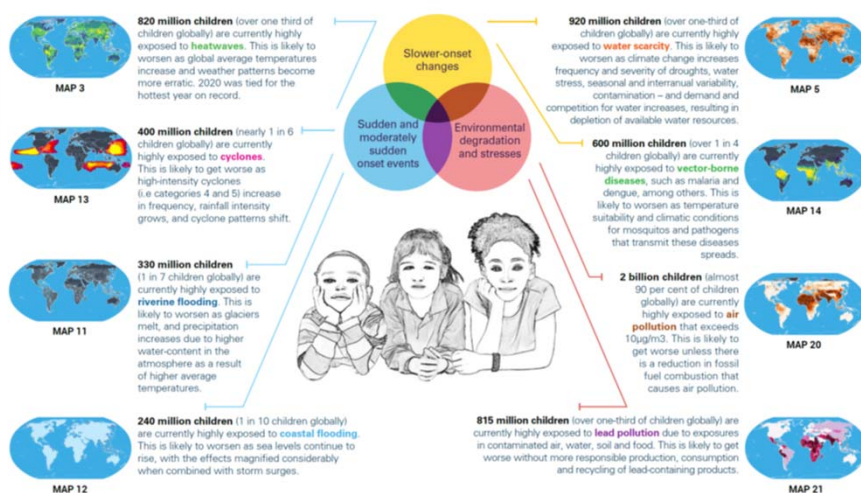 820 million children (over one third of
children globally) are currently highly
exposed to heatwaves. This is likely to
worsen as global average temperatures
increase and weather patterns become
more erratic. 2020 was tied for the
hottest year on record.
MAP 3
400 million children (nearly 1 in 6
children globally) are currently
highly exposed to cyclones.
This is likely to get worse as
high-intensity cyclones
(i.e categories 4 and 5) increase
in frequency, rainfall intensity
grows, and cyclone patterns shift.
MAP 13
330 million children
(1 in 7 children globally) are
currently highly exposed to
riverine flooding. This is
likely to worsen as glaciers
melt, and precipitation
increases due to higher
water-content in the
atmosphere as a result
of higher average
temperatures.
MAP 11
240 million children (1 in 10 children globally)
are currently highly exposed to coastal flooding.
This is likely to worsen as sea levels continue to
rise, with the effects magnified considerably
when combined with storm surges.
MAP 12
Slower-onset
changes
Sudden and
moderately
sudden
onset events
Environmental
degradation
and stresses
920 million children (over one-third of
children globally) are currently highly
exposed to water scarcity. This is likely to
worsen as climate change increases
frequency and severity of droughts, water
stress, seasonal and interannual variability,
contamination – and demand and
competition for water increases, resulting in
depletion of available water resources.
MAP 5
600 million children (over 1 in 4
children globally) are currently
highly exposed to vector-borne
diseases, such as malaria and
dengue, among others. This is
likely to worsen as temperature
suitability and climatic conditions
for mosquitos and pathogens
that transmit these diseases
spreads.
MAP 14
2 billion children (almost
90 per cent of children
globally) are currently
highly exposed to air
pollution that exceeds
10μg/m3. This is likely to
get worse unless there
is a reduction in fossil
fuel combustion that
causes air pollution.
MAP 20
815 million children (over one-third of children globally) are
currently highly exposed to lead pollution due to exposures
in contaminated air, water, soil and food. This is likely to get
worse without more responsible production, consumption
and recycling of lead-containing products.
MAP 21